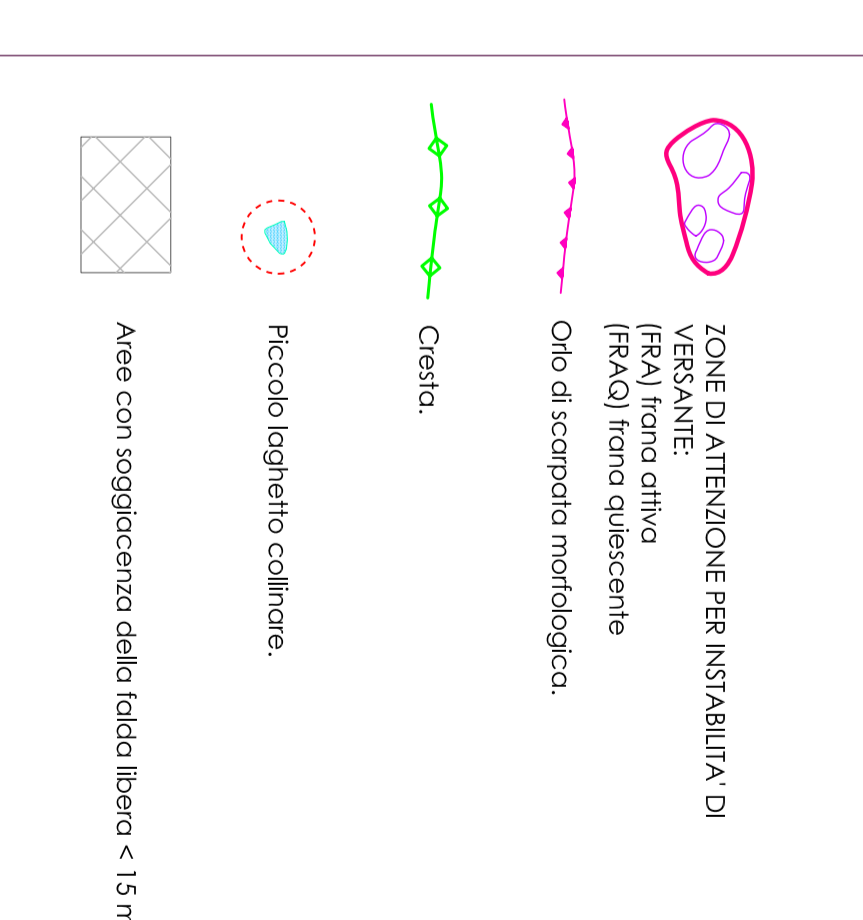 ZONE DI ATTENZIONE PER INSTABILITA' DI
VERSANTE:
(FRA) frana attiva
(FRAQ) frana quiescente
Orlo di scarpata morfologica.
Cresta.
Piccolo laghetto collinare.
Aree con soggiacenza della falda libera < 15 m